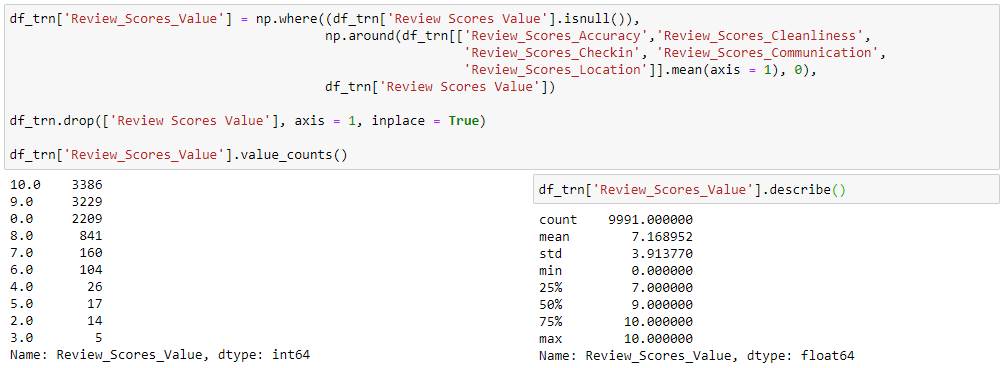 df_trn['Review_Scores_Value'] = np.where((df_trn['Review Scores Value'].isnull()),
np.around(df_trn[['Review_Scores_Accuracy','Review_Scores_Cleanliness',
'Review_Scores_Checkin', 'Review_Scores_Communication',
'Review_Scores_Location']].mean(axis = 1), 0),
df_trn['Review Scores Value'])
df_trn.drop(['Review Scores Value'], axis = 1, inplace = True)
df_trn['Review_Scores_Value'].value_counts()
10.0 3386
9.0 3229
0.0 2209
8.0 841
7.0 160
6.0 104
4.0 26
5.0 17
2.0 14
3.0 5
Name: Review_Scores_Value, dtype: int64
df_trn['Review_Scores_Value'].describe()
count 9991.000000
mean 7.168952
std 3.913770
min 0.000000
25% 7.000000
50% 9.000000
75% 10.000000
max 10.000000
Name: Review_Scores_Value, dtype: float64